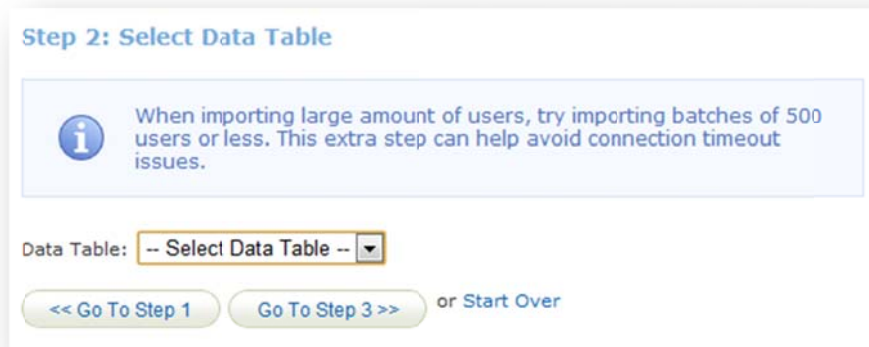 Step 2: Select Data Table
When importing large amount of users, try importing batches of 500
users or less. This extra step can help avoid connection timeout
issues.
Data Table: -- Select Data Table --
<< Go To Step 1 Go To Step 3 >> or Start Over